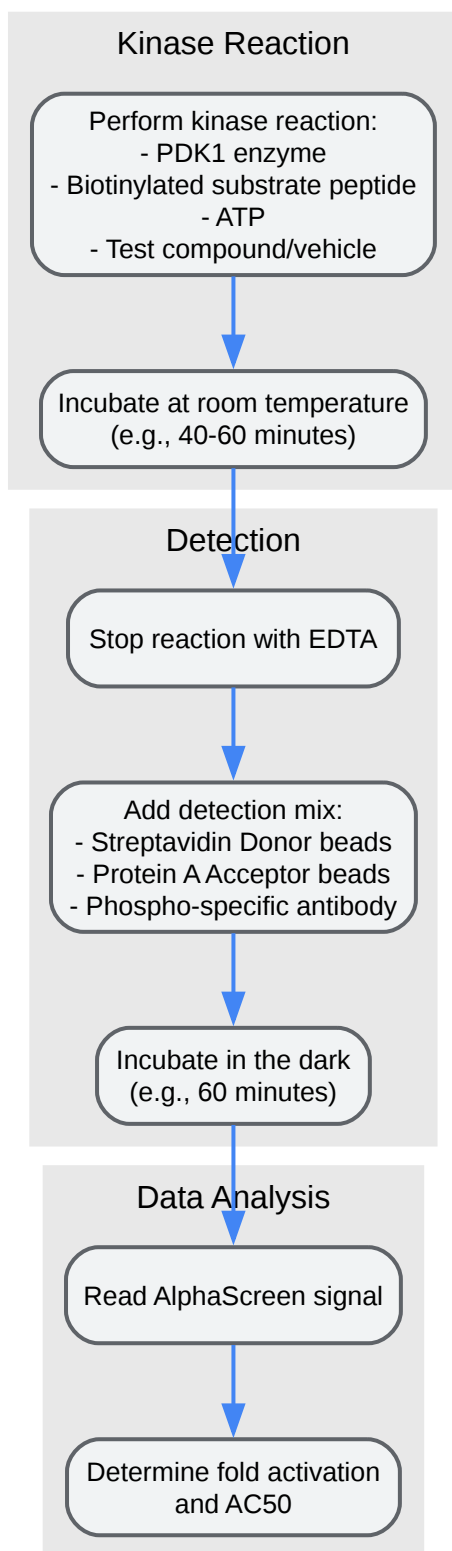 Kinase Reaction
Perform kinase reaction:
- PDK1 enzyme
- Biotinylated substrate peptide
- ATP
- Test compound/vehicle
Incubate at room temperature
(e.g., 40-60 minutes)
Detection
Stop reaction with EDTA
Add detection mix:
- Streptavidin Donor beads
- Protein A Acceptor beads
- Phospho-specific antibody
Incubate in the dark
(e.g., 60 minutes)
Data Analysis
Read AlphaScreen signal
Determine fold activation
and AC50